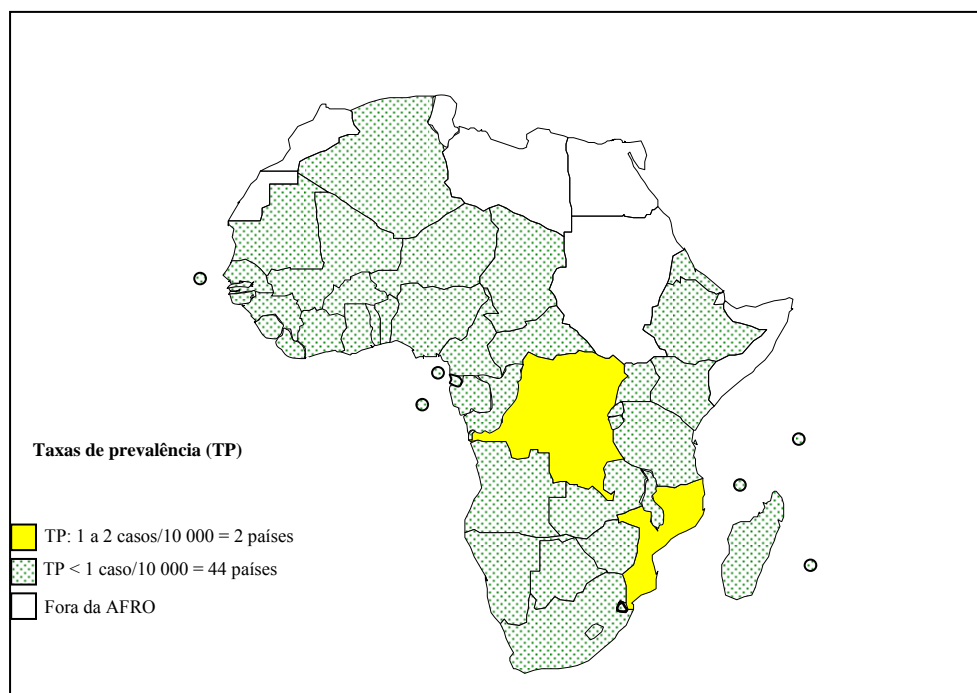 Taxas de prevalência (TP)
TP: 1 a 2 casos/10 000 = 2 países
TP < 1 caso/10 000 = 44 países
Fora da AFRO